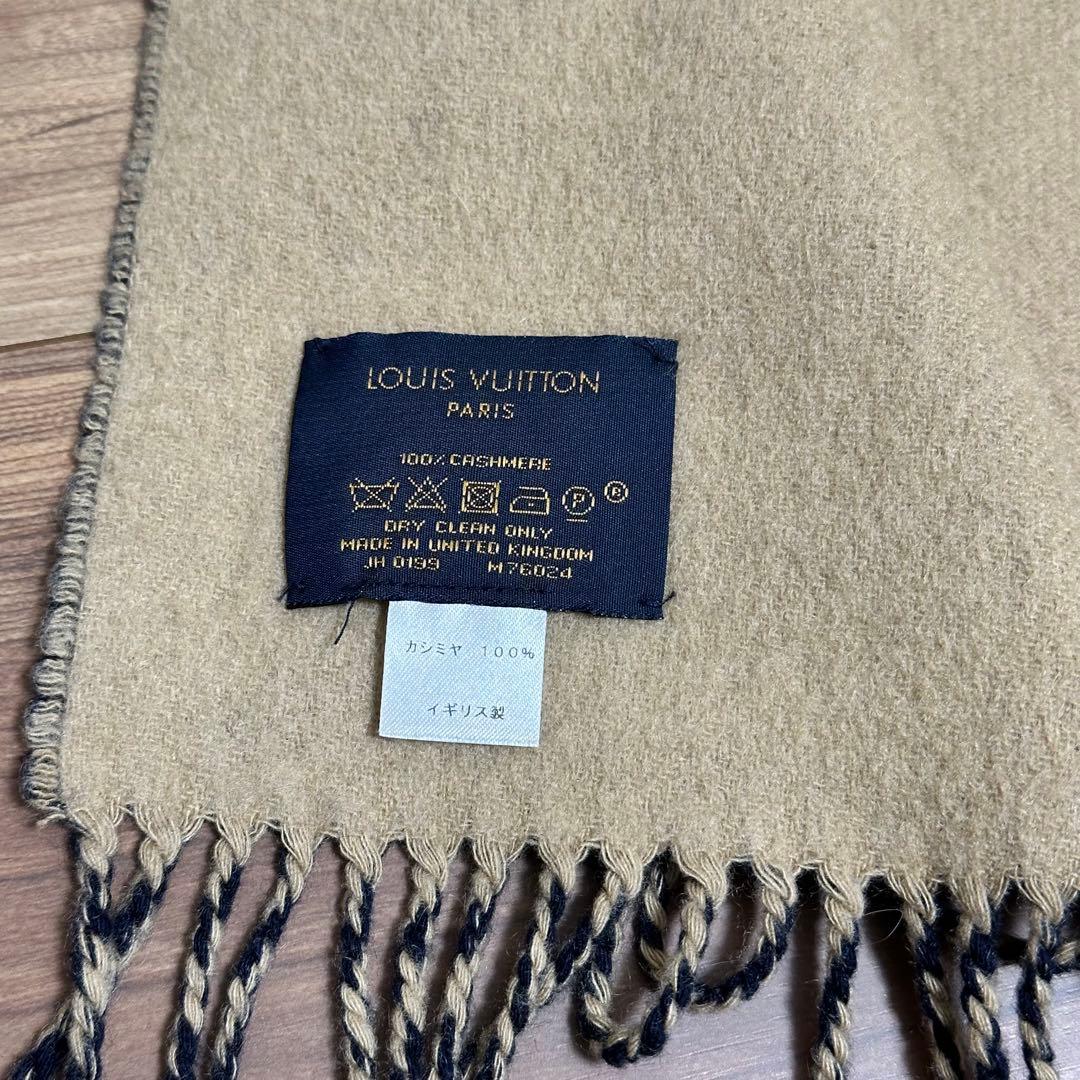 LOUIS VUITTON
PARIS
100% CASHMERE
P ®
DRY CLEAN ONLY
MADE IN UNITED KINGDOM
JH 0199 M76024
カシミヤ 100%
イギリス製